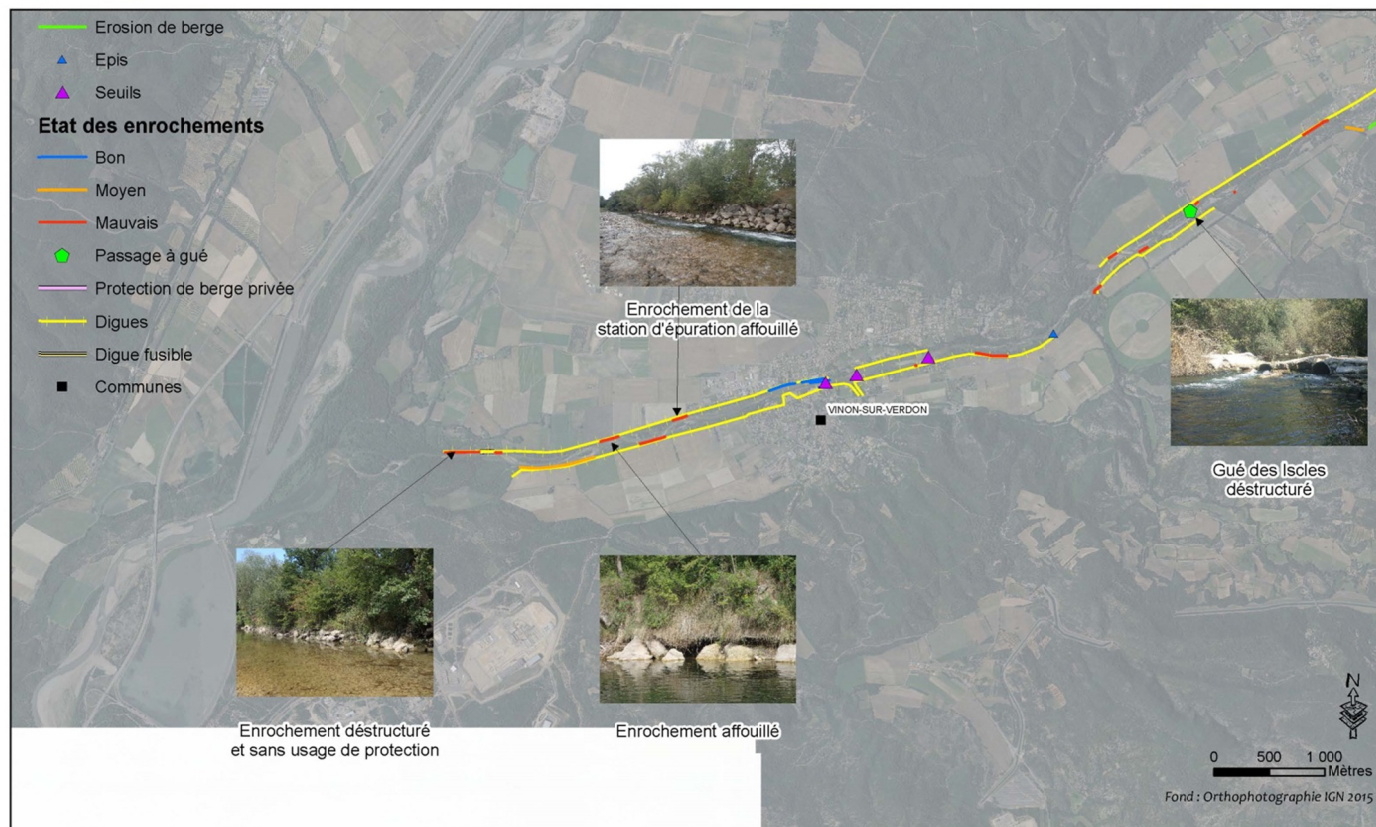 Erosion de berge
Epis
Seuils
Etat des enrochements
Bon
Moyen
Mauvais
Passage à gué
Protection de berge privée
Digues
Digue fusible
Communes
Enrochement de la
station d'épuration affouillé
VINON-SUR-VERDON
Gué des Iscles
déstructuré
Enrochement déstructuré
et sans usage de protection
Enrochement affouillé
N
0 500 1 000
Mètres
Fond : Orthophotographie IGN 2015